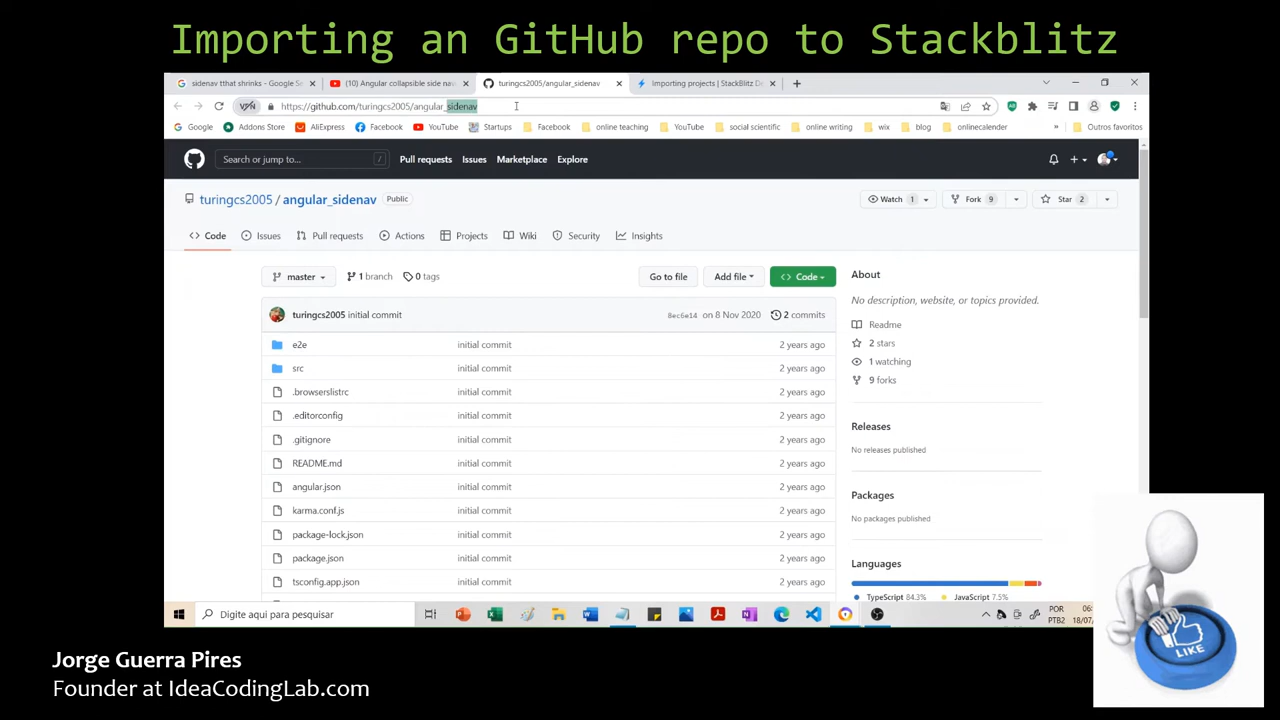 Importing an GitHub repo to Stackblitz
sidenav tthat shrinks - Google Se
(10) Angular collapsible side nav
turingcs2005/angular_sidenav
Importing projects | StackBlitz De
VPN
https://github.com/turingcs2005/angular_sidenav
Google
Addons Store
AliExpress
Facebook
YouTube
Startups
Facebook
online teaching
YouTube
social scientific
online writing
wix
blog
onlinecalender
»
Outros favoritos
Search or jump to...
/
Pull requests
Issues
Marketplace
Explore
turingcs2005 / angular_sidenav
Public
Watch 1
Fork 9
Star 2
Code
Issues
Pull requests
Actions
Projects
Wiki
Security
Insights
master
1 branch
0 tags
Go to file
Add file
Code
About
No description, website, or topics provided.
turingcs2005 initial commit
8ec6e14 on 8 Nov 2020
2 commits
Readme
e2e initial commit 2 years ago
2 stars
src initial commit 2 years ago
1 watching
.browserslistrc initial commit 2 years ago
9 forks
.editorconfig initial commit 2 years ago
Releases
.gitignore initial commit 2 years ago
No releases published
README.md initial commit 2 years ago
angular.json initial commit 2 years ago
Packages
karma.conf.js initial commit 2 years ago
No packages published
package-lock.json initial commit 2 years ago
package.json initial commit 2 years ago
Languages
tsconfig.app.json initial commit 2 years ago
TypeScript 84.3%
JavaScript 7.5%
Digite aqui para pesquisar
POR
PTB2
06:
18/07/
LIKE
Jorge Guerra Pires
Founder at IdeaCodingLab.com